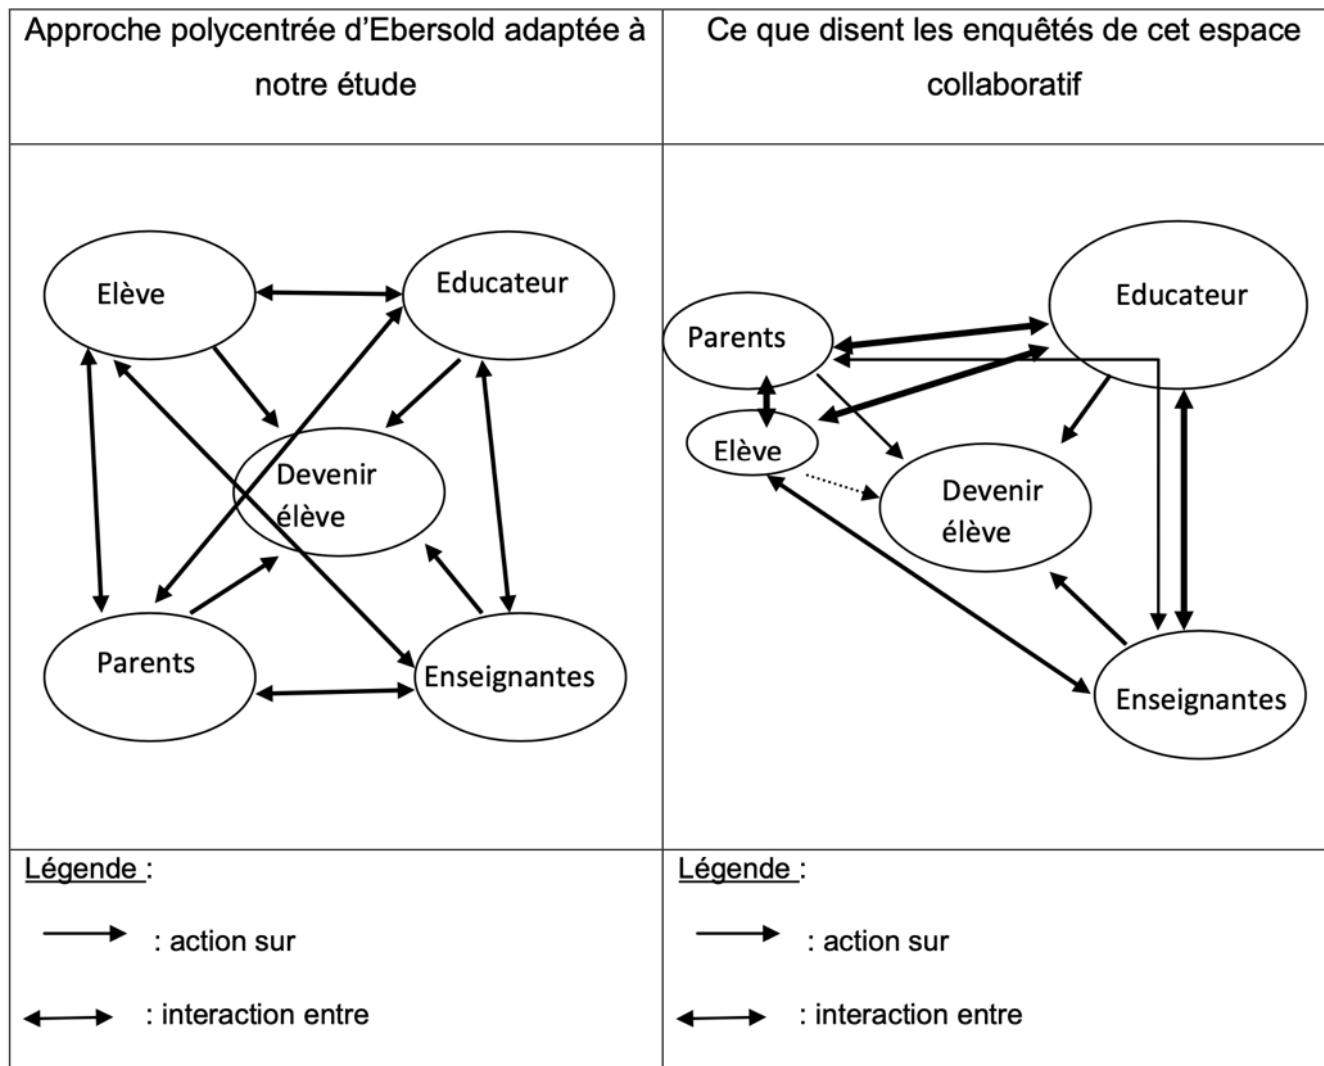 Approche polycentrée d'Ebersold adaptée à
notre étude
Ce que disent les enquêtés de cet espace
collaboratif
Elève
Educateur
Devenir
élève
Parents
Enseignantes
Parents
Educateur
Elève
Devenir
élève
Enseignantes
Légende :
: action sur
: interaction entre
Légende :
: action sur
: interaction entre